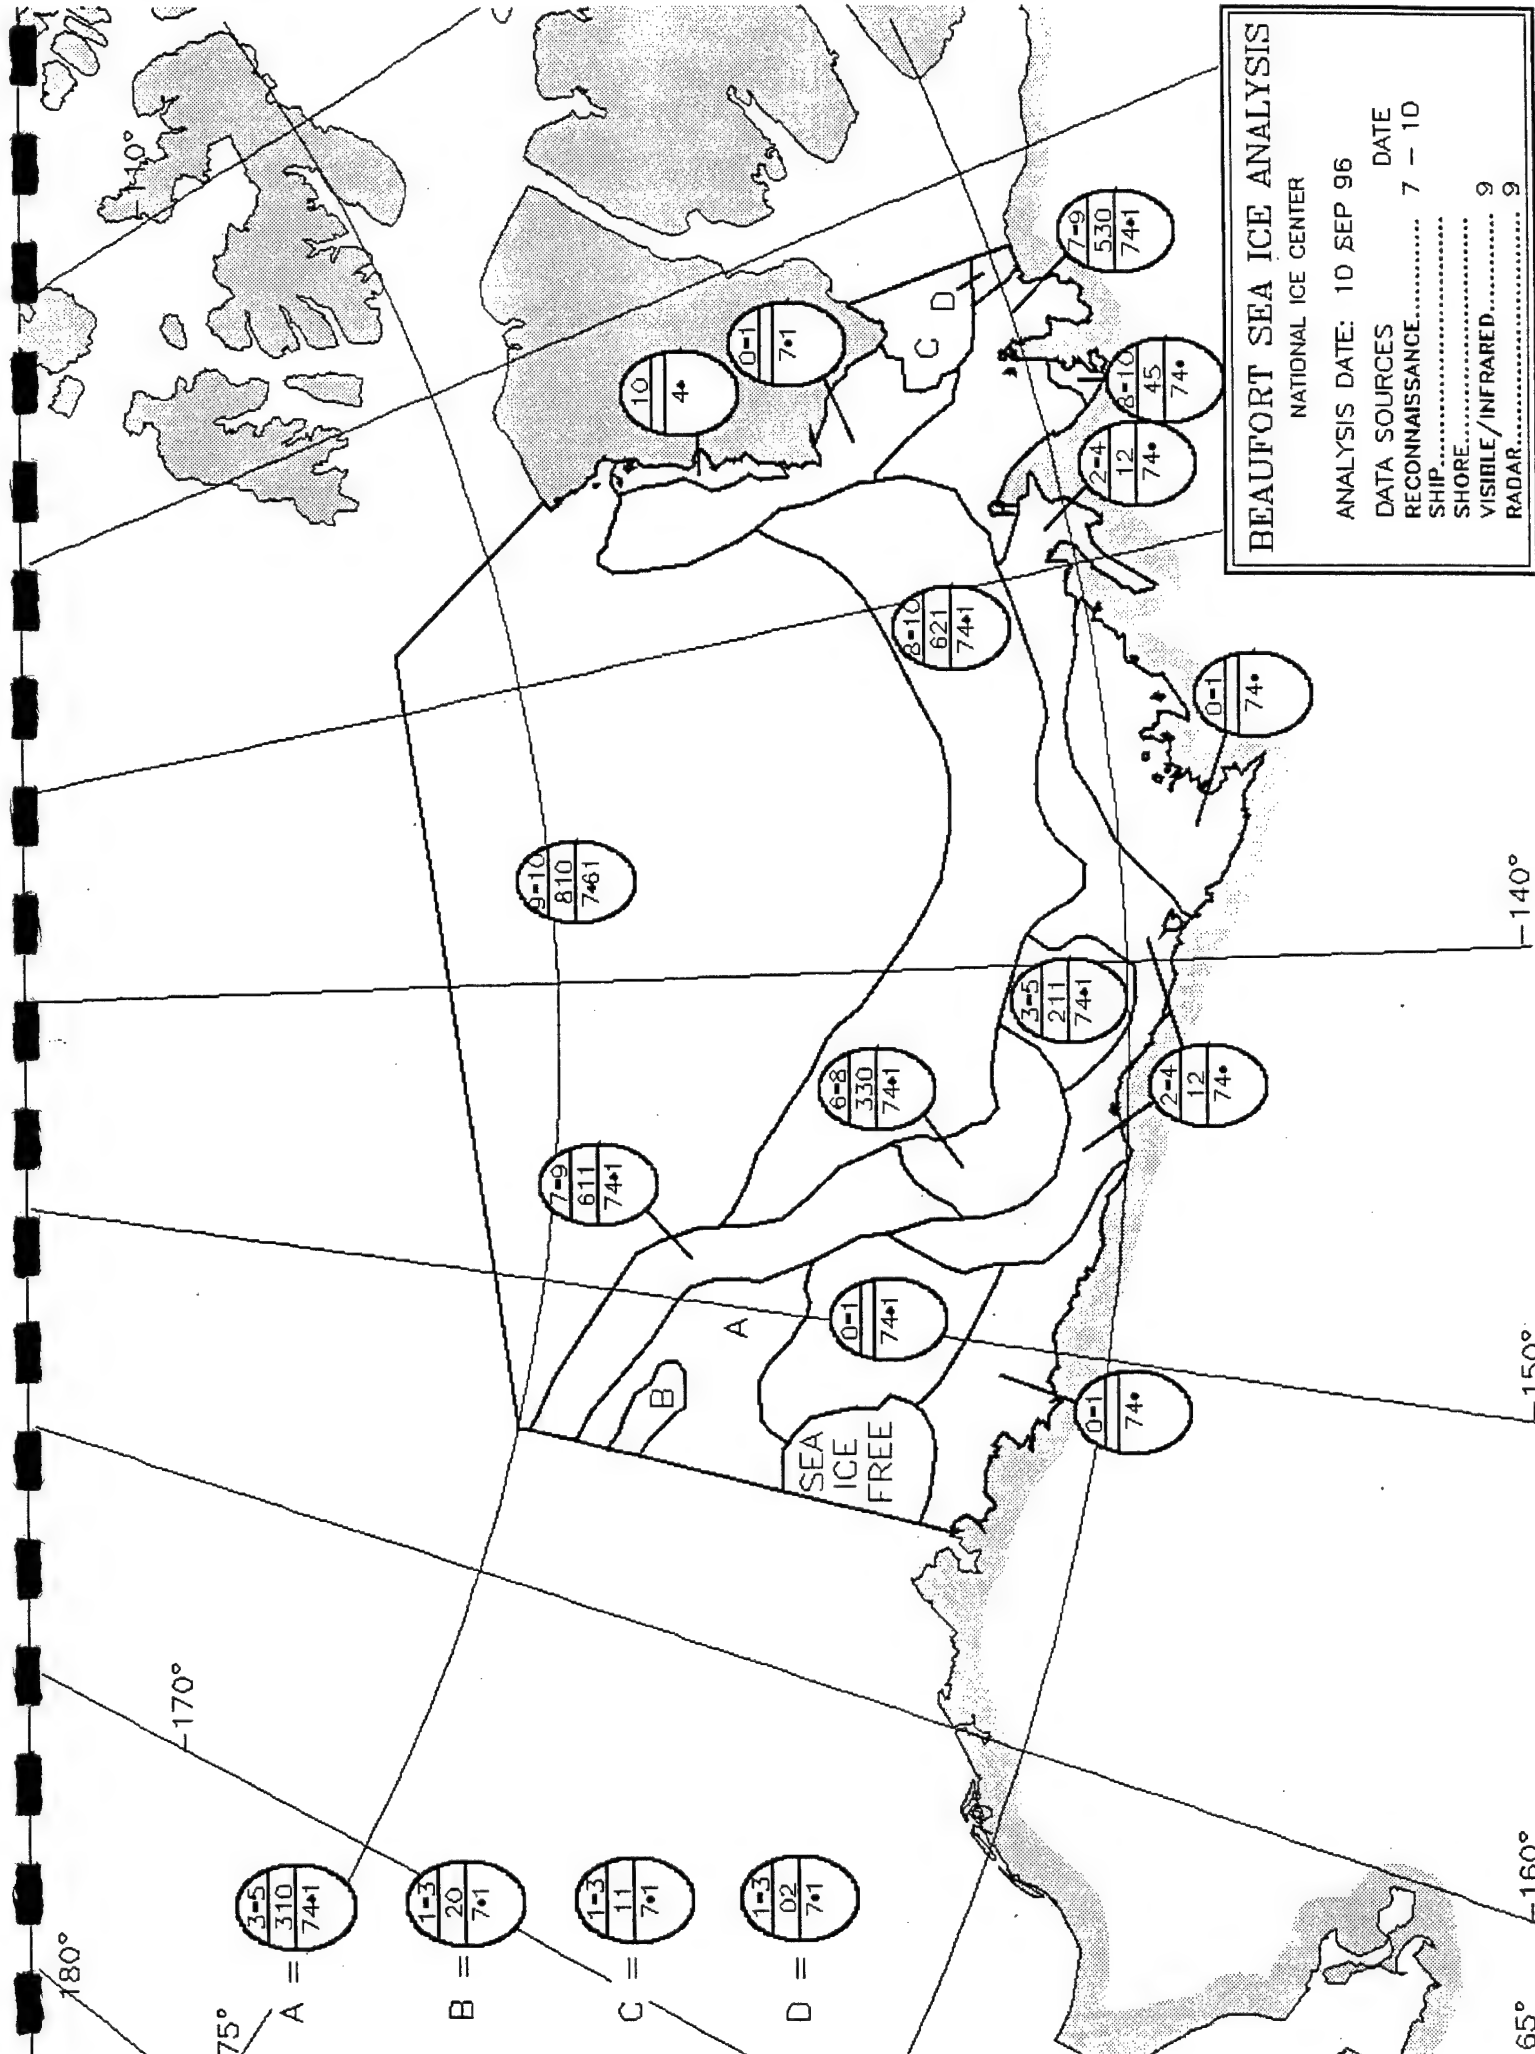 BEAUFORT SEA ICE ANALYSIS
NATIONAL ICE CENTER
ANALYSIS DATE: 10 SEP 96
DATA SOURCES DATE
RECONNAISSANCE............ 7 - 10
SHIP..............................
SHORE..............................
VISIBLE/INFRARED............... 9
RADAR............................. 9
180°
-170°
-160°
-150°
-140°
-110°
75°
65°
A =
3-5
310
74•1
B =
1-3
20
7•1
C =
1-3
11
7•1
D =
1-3
02
7•1
SEA
ICE
FREE
A
B
C
D
7-9
611
74•1
9-10
810
7•61
6-8
330
74•1
0-1
74•1
0-1
74•
2-4
12
74•
3-5
211
74•1
0-1
74•
8-10
621
74•1
2-4
12
74•
8-10
45
74•
7-9
530
74•1
10
4•
0-1
7•1